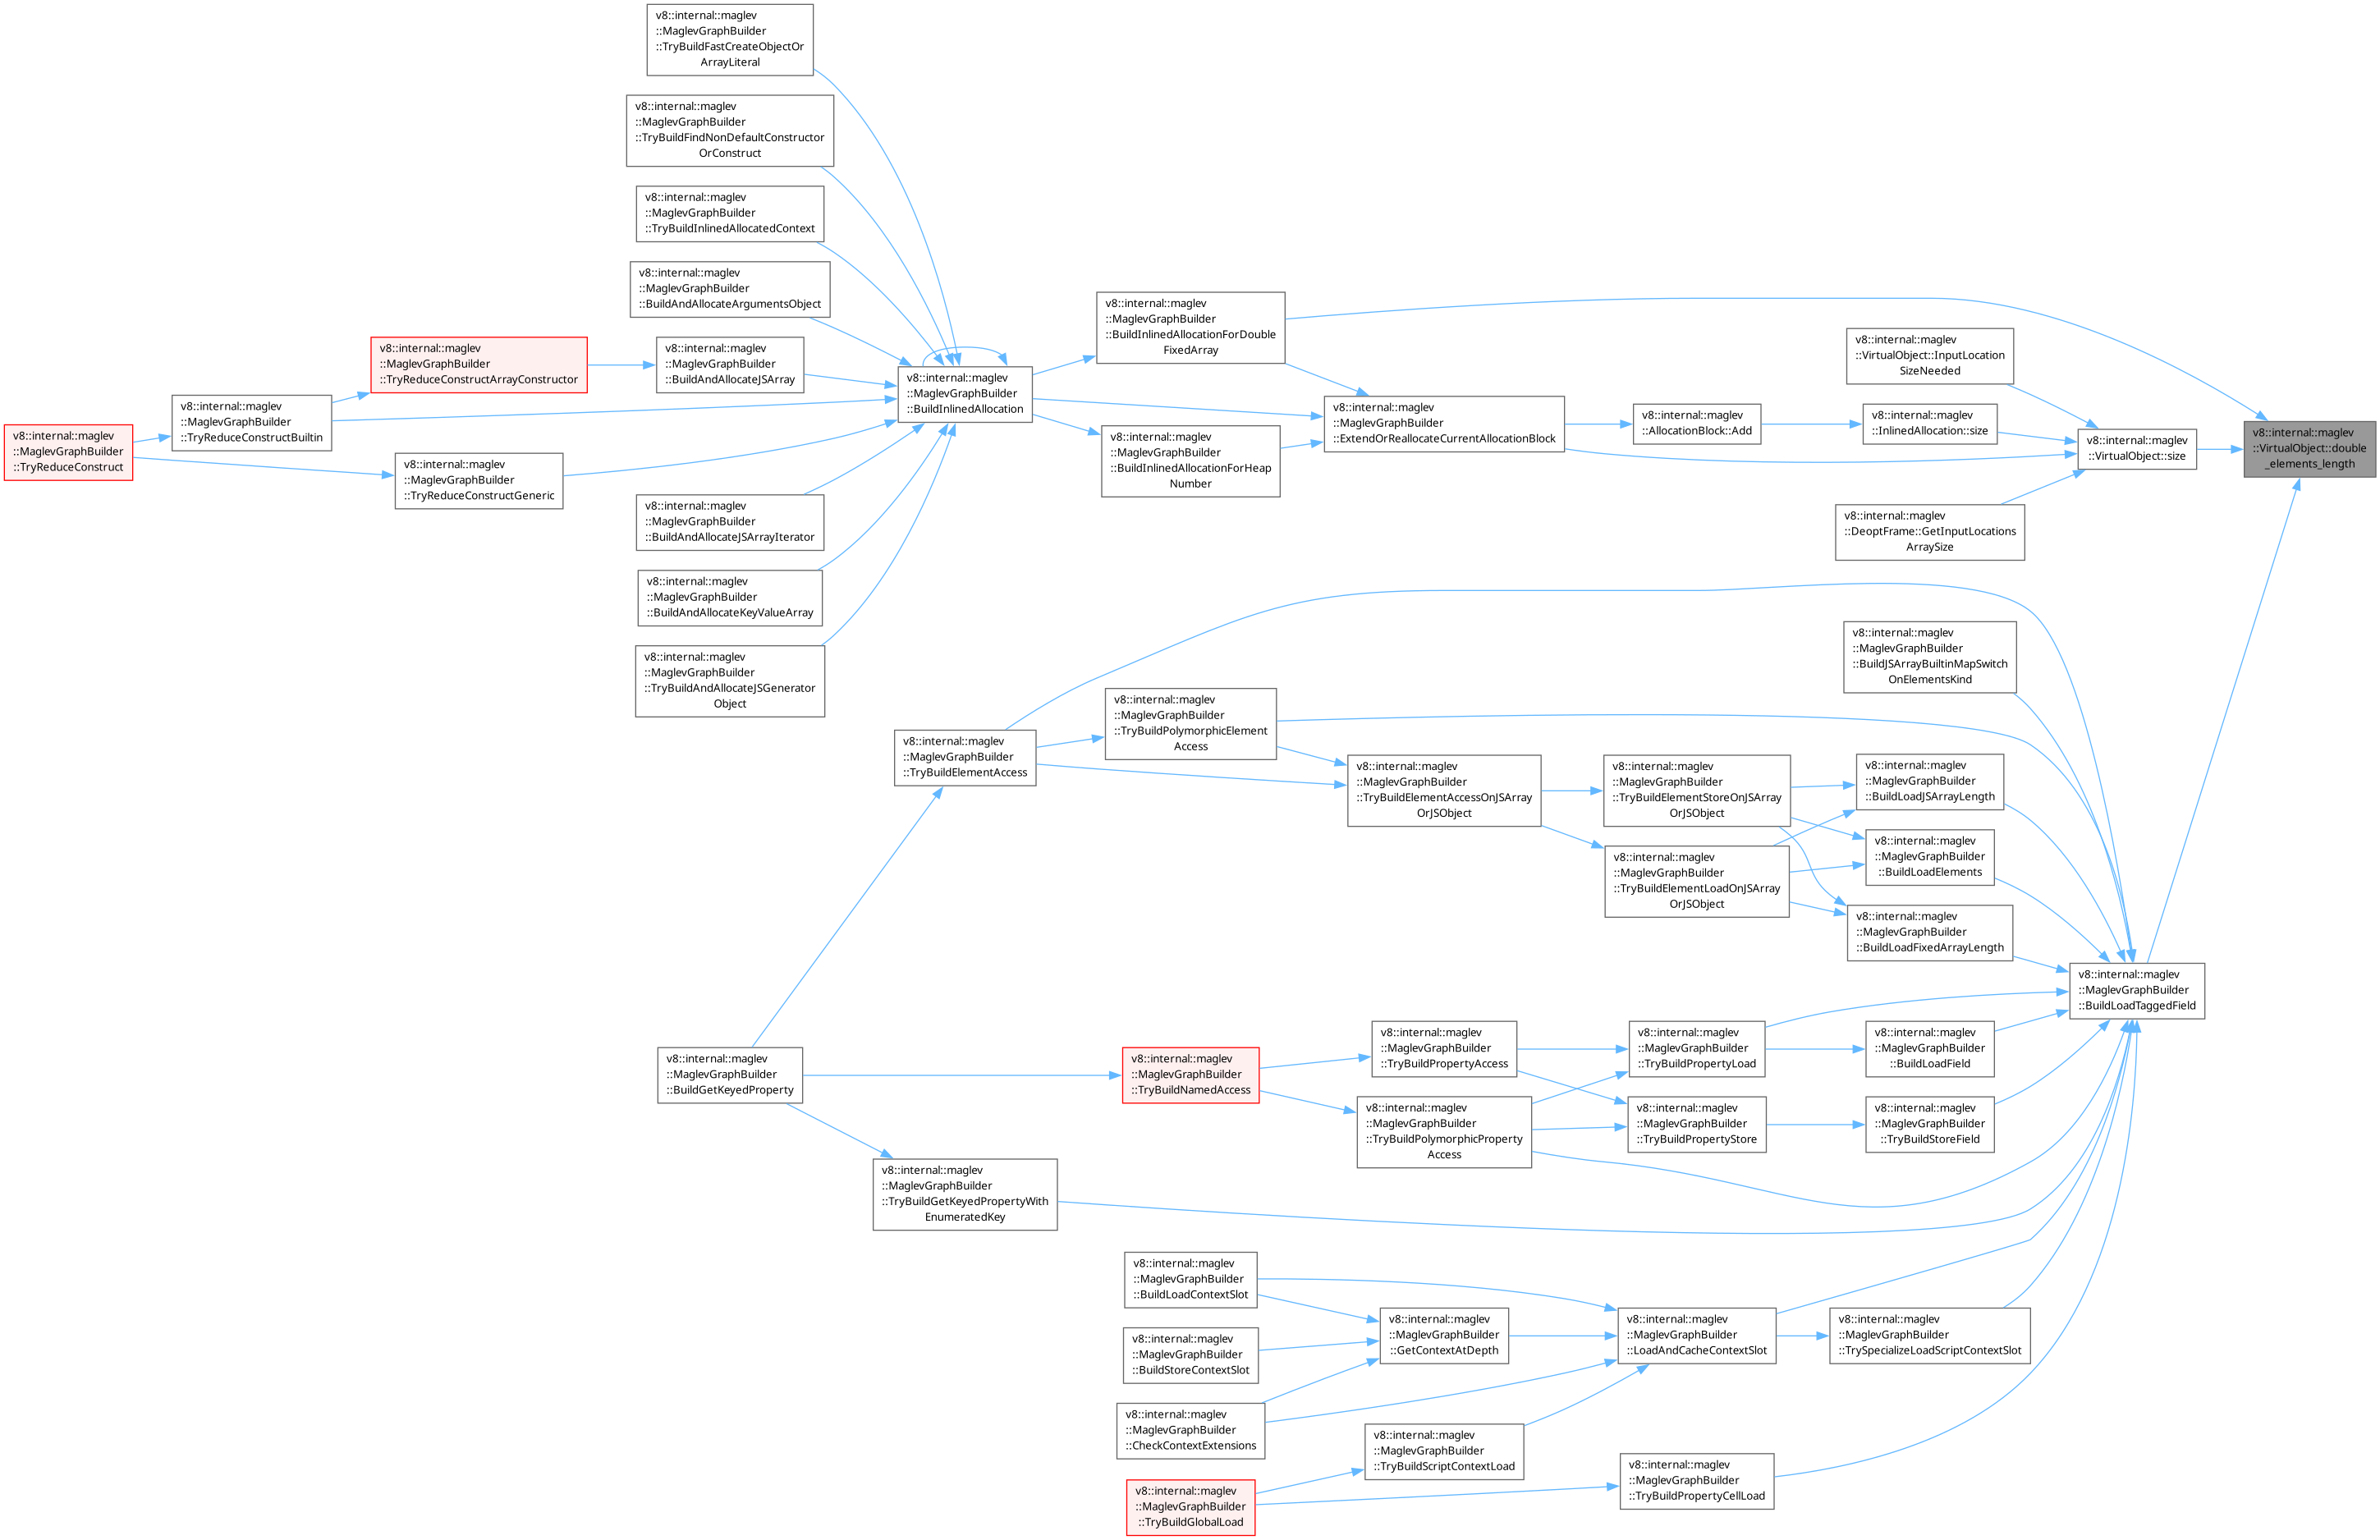 v8::internal::maglev
::MaglevGraphBuilder
::TryBuildFastCreateObjectOr
ArrayLiteral
v8::internal::maglev
::MaglevGraphBuilder
::TryBuildFindNonDefaultConstructor
OrConstruct
v8::internal::maglev
::MaglevGraphBuilder
::TryBuildInlinedAllocatedContext
v8::internal::maglev
::MaglevGraphBuilder
::BuildAndAllocateArgumentsObject
v8::internal::maglev
::MaglevGraphBuilder
::BuildInlinedAllocationForDouble
FixedArray
v8::internal::maglev
::VirtualObject::InputLocation
SizeNeeded
v8::internal::maglev
::MaglevGraphBuilder
::TryReduceConstructArrayConstructor
v8::internal::maglev
::MaglevGraphBuilder
::BuildAndAllocateJSArray
v8::internal::maglev
::MaglevGraphBuilder
::BuildInlinedAllocation
v8::internal::maglev
::MaglevGraphBuilder
::TryReduceConstructBuiltin
v8::internal::maglev
::MaglevGraphBuilder
::ExtendOrReallocateCurrentAllocationBlock
v8::internal::maglev
::AllocationBlock::Add
v8::internal::maglev
::InlinedAllocation::size
v8::internal::maglev
::VirtualObject::size
v8::internal::maglev
::VirtualObject::double
_elements_length
v8::internal::maglev
::MaglevGraphBuilder
::TryReduceConstruct
v8::internal::maglev
::MaglevGraphBuilder
::TryReduceConstructGeneric
v8::internal::maglev
::MaglevGraphBuilder
::BuildInlinedAllocationForHeap
Number
v8::internal::maglev
::MaglevGraphBuilder
::BuildAndAllocateJSArrayIterator
v8::internal::maglev
::DeoptFrame::GetInputLocations
ArraySize
v8::internal::maglev
::MaglevGraphBuilder
::BuildAndAllocateKeyValueArray
v8::internal::maglev
::MaglevGraphBuilder
::TryBuildAndAllocateJSGenerator
Object
v8::internal::maglev
::MaglevGraphBuilder
::BuildJSArrayBuiltinMapSwitch
OnElementsKind
v8::internal::maglev
::MaglevGraphBuilder
::TryBuildPolymorphicElement
Access
v8::internal::maglev
::MaglevGraphBuilder
::TryBuildElementAccess
v8::internal::maglev
::MaglevGraphBuilder
::TryBuildElementAccessOnJSArray
OrJSObject
v8::internal::maglev
::MaglevGraphBuilder
::TryBuildElementStoreOnJSArray
OrJSObject
v8::internal::maglev
::MaglevGraphBuilder
::BuildLoadJSArrayLength
v8::internal::maglev
::MaglevGraphBuilder
::BuildLoadElements
v8::internal::maglev
::MaglevGraphBuilder
::TryBuildElementLoadOnJSArray
OrJSObject
v8::internal::maglev
::MaglevGraphBuilder
::BuildLoadFixedArrayLength
v8::internal::maglev
::MaglevGraphBuilder
::BuildLoadTaggedField
v8::internal::maglev
::MaglevGraphBuilder
::BuildGetKeyedProperty
v8::internal::maglev
::MaglevGraphBuilder
::TryBuildNamedAccess
v8::internal::maglev
::MaglevGraphBuilder
::TryBuildPropertyAccess
v8::internal::maglev
::MaglevGraphBuilder
::TryBuildPropertyLoad
v8::internal::maglev
::MaglevGraphBuilder
::BuildLoadField
v8::internal::maglev
::MaglevGraphBuilder
::TryBuildPolymorphicProperty
Access
v8::internal::maglev
::MaglevGraphBuilder
::TryBuildPropertyStore
v8::internal::maglev
::MaglevGraphBuilder
::TryBuildStoreField
v8::internal::maglev
::MaglevGraphBuilder
::TryBuildGetKeyedPropertyWith
EnumeratedKey
v8::internal::maglev
::MaglevGraphBuilder
::BuildLoadContextSlot
v8::internal::maglev
::MaglevGraphBuilder
::BuildStoreContextSlot
v8::internal::maglev
::MaglevGraphBuilder
::GetContextAtDepth
v8::internal::maglev
::MaglevGraphBuilder
::LoadAndCacheContextSlot
v8::internal::maglev
::MaglevGraphBuilder
::TrySpecializeLoadScriptContextSlot
v8::internal::maglev
::MaglevGraphBuilder
::CheckContextExtensions
v8::internal::maglev
::MaglevGraphBuilder
::TryBuildScriptContextLoad
v8::internal::maglev
::MaglevGraphBuilder
::TryBuildGlobalLoad
v8::internal::maglev
::MaglevGraphBuilder
::TryBuildPropertyCellLoad